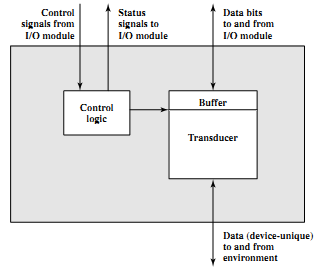 Control
signals from
I/O module
Status
signals to
I/O module
Data bits
to and from
I/O module
Control
logic
Buffer
Transducer
Data (device-unique)
to and from
environment